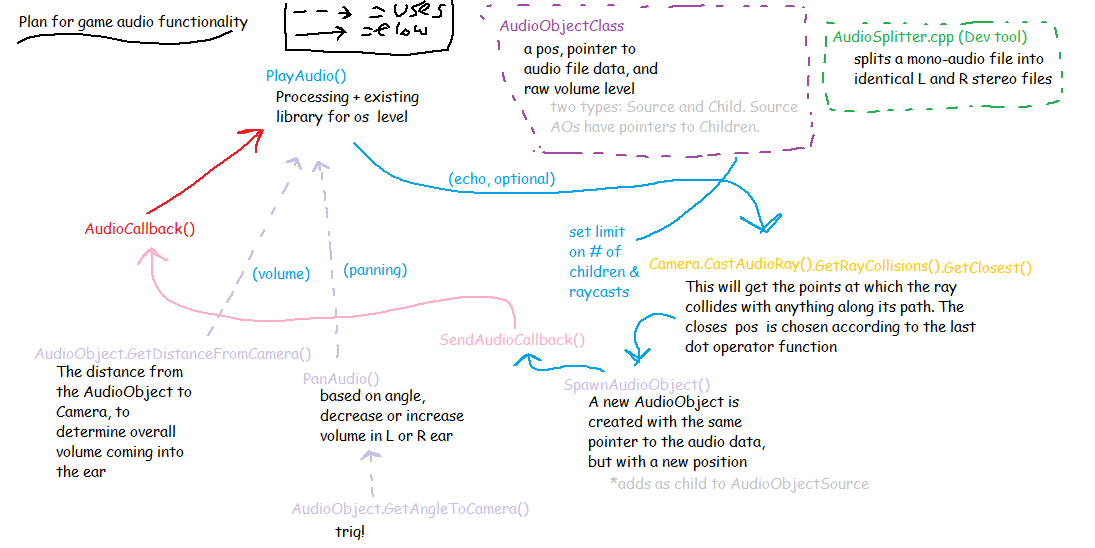 Plan for game audio functionality
--> = uses
-> = flow
AudioObjectClass
a pos, pointer to
audio file data, and
raw volume level
two types: Source and Child. Source
AOs have pointers to Children.
AudioSplitter.cpp (Dev tool)
splits a mono-audio file into
identical L and R stereo files
PlayAudio()
Processing + existing
library for os level
(echo, optional)
AudioCallback()
(volume)
(panning)
set limit
on # of
children &
raycasts
Camera.CastAudioRay().GetRayCollisions().GetClosest()
This will get the points at which the ray
collides with anything along its path. The
closes pos is chosen according to the last
dot operator function
SendAudioCallback()
AudioObject.GetDistanceFromCamera()
The distance from
the AudioObject to
Camera, to
determine overall
volume coming into
the ear
PanAudio()
based on angle,
decrease or increase
volume in L or R ear
SpawnAudioObject()
A new AudioObject is
created with the same
pointer to the audio data,
but with a new position
*adds as child to AudioObjectSource
AudioObject.GetAngleToCamera()
trig!